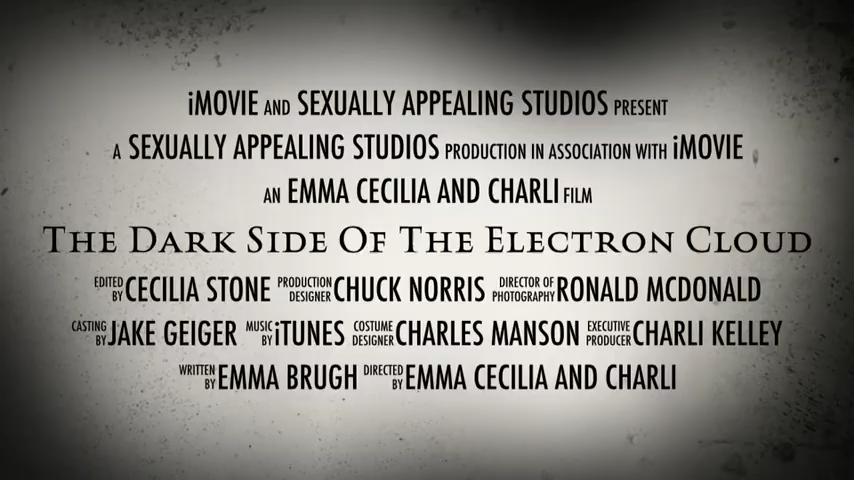 iMOVIE AND SEXUALLY APPEALING STUDIOS PRESENT
A SEXUALLY APPEALING STUDIOS PRODUCTION IN ASSOCIATION WITH iMOVIE
AN EMMA CECILIA AND CHARLI FILM
THE DARK SIDE OF THE ELECTRON CLOUD
EDITED BY CECILIA STONE PRODUCTION DESIGNER CHUCK NORRIS DIRECTOR OF PHOTOGRAPHY RONALD MCDONALD
CASTING BY JAKE GEIGER MUSIC BY iTUNES COSTUME DESIGNER CHARLES MANSON EXECUTIVE PRODUCER CHARLI KELLEY
WRITTEN BY EMMA BRUGH DIRECTED BY EMMA CECILIA AND CHARLI